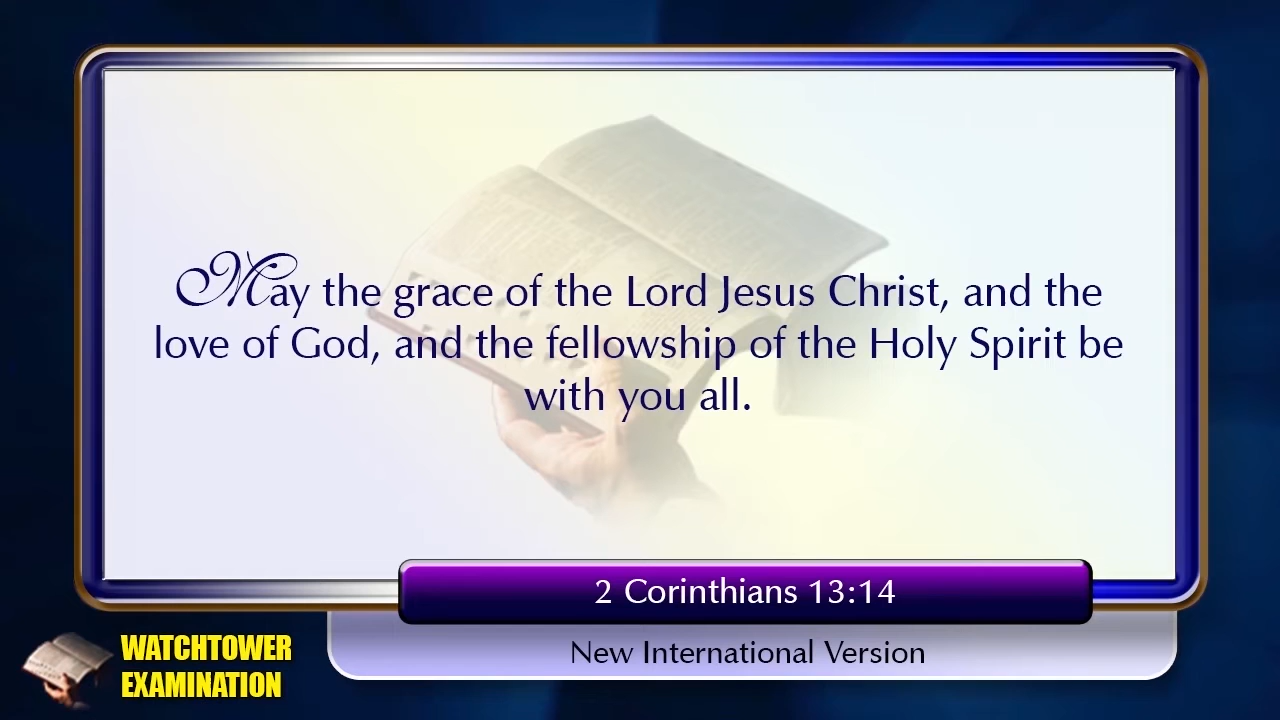 May the grace of the Lord Jesus Christ, and the
love of God, and the fellowship of the Holy Spirit be
with you all.
2 Corinthians 13:14
New International Version
WATCHTOWER
EXAMINATION